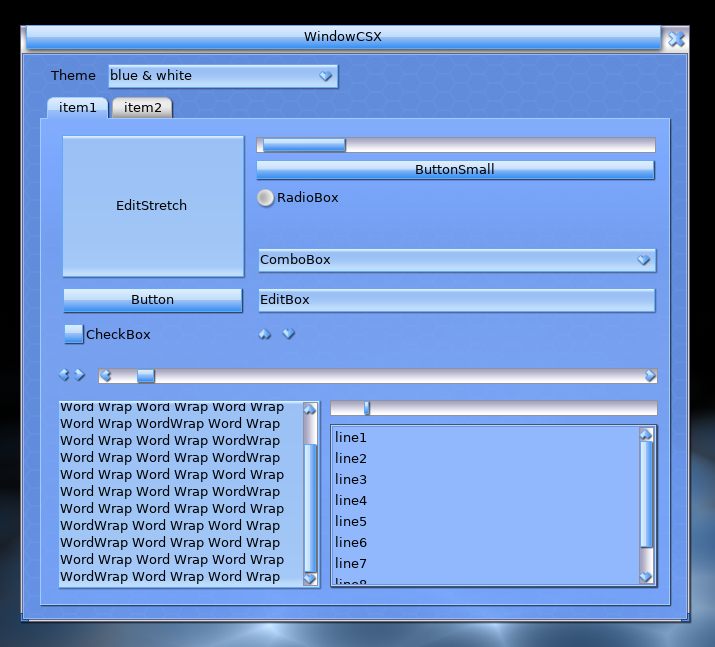 WindowCSX
Theme blue & white
item1 item2
EditStretch
ButtonSmall
RadioBox
ComboBox
Button
EditBox
CheckBox
Word Wrap Word Wrap Word Wrap
Word Wrap WordWrap Word Wrap
Word Wrap Word Wrap WordWrap
Word Wrap Word Wrap WordWrap
Word Wrap Word Wrap Word Wrap
Word Wrap Word Wrap WordWrap
Word Wrap Word Wrap Word Wrap
WordWrap Word Wrap Word Wrap
WordWrap Word Wrap Word Wrap
Word Wrap Word Wrap Word Wrap
WordWrap Word Wrap Word Wrap
line1
line2
line3
line4
line5
line6
line7
line8